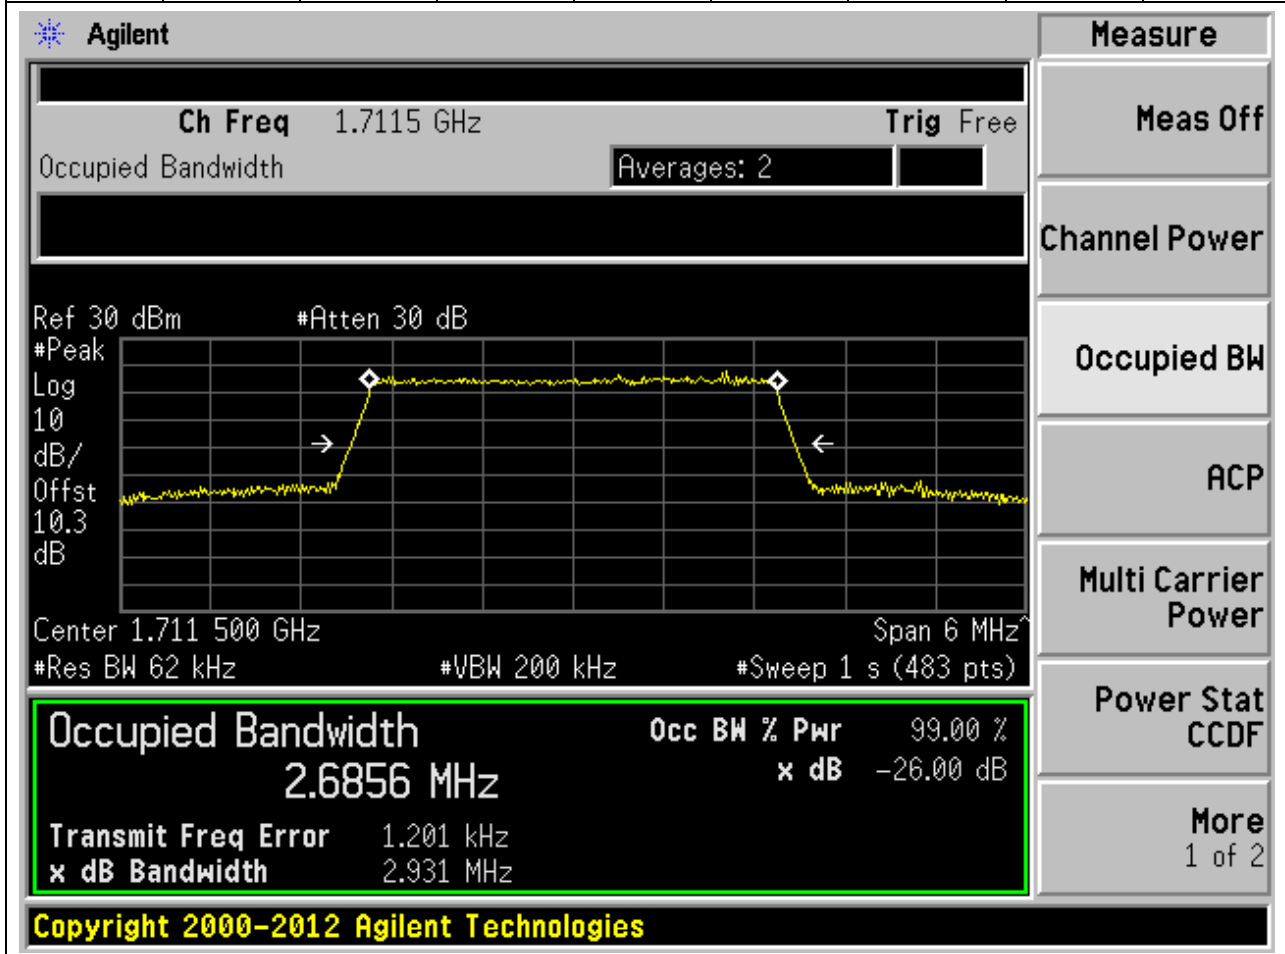 Agilent
Measure
Ch Freq 1.7115 GHz Trig Free
Meas Off
Occupied Bandwidth Averages: 2
Channel Power
Ref 30 dBm #Atten 30 dB
#Peak
Log
10
dB/
Offst
10.3
dB
Occupied BW
ACP
Center 1.711 500 GHz Span 6 MHz^
#Res BW 62 kHz #VBW 200 kHz #Sweep 1 s (483 pts)
Multi Carrier
Power
Occupied Bandwidth Occ BW % Pwr 99.00 %
2.6856 MHz x dB -26.00 dB
Transmit Freq Error 1.201 kHz
x dB Bandwidth 2.931 MHz
Power Stat
CCDF
More
1 of 2
Copyright 2000-2012 Agilent Technologies